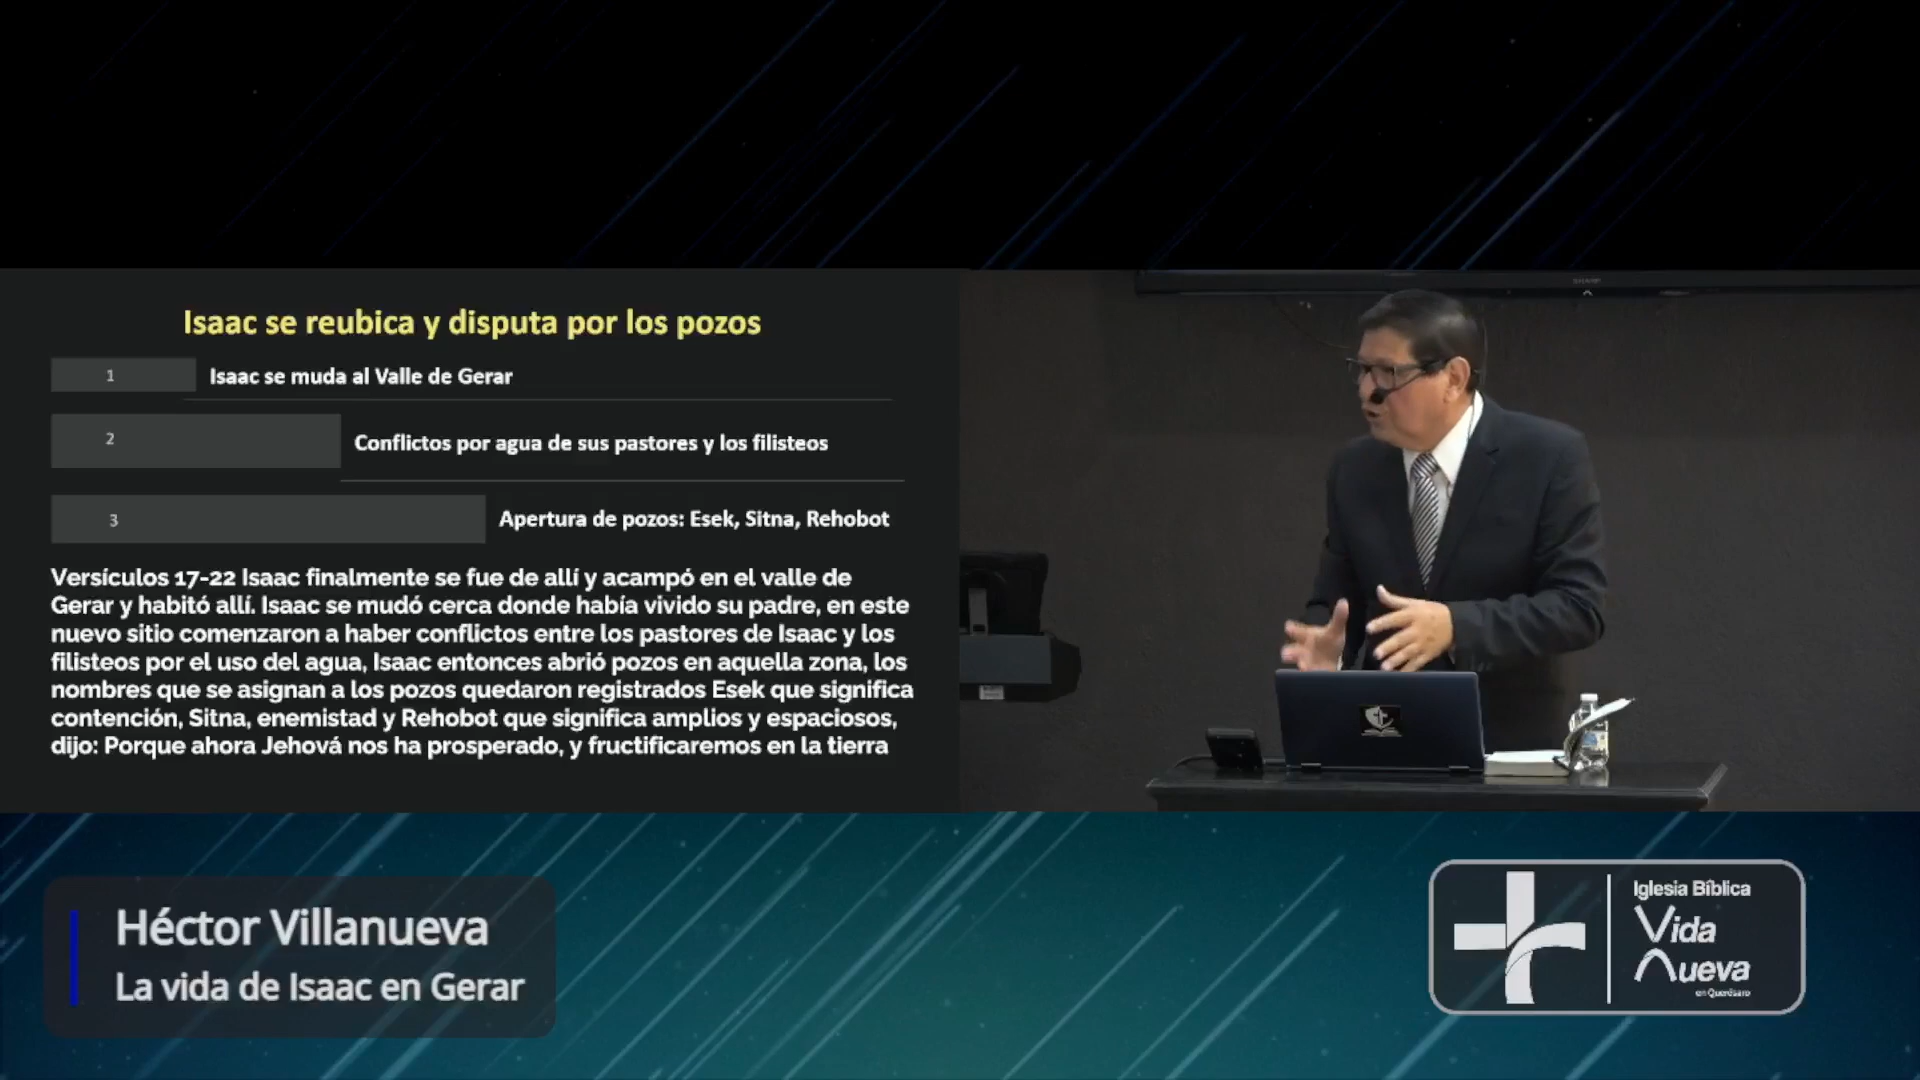 Isaac se reubica y disputa por los pozos
1
Isaac se muda al Valle de Gerar
2
Conflictos por agua de sus pastores y los filisteos
3
Apertura de pozos: Esek, Sitna, Rehobot
Versículos 17-22 Isaac finalmente se fue de allí y acampó en el valle de
Gerar y habitó allí. Isaac se mudó cerca donde había vivido su padre, en este
nuevo sitio comenzaron a haber conflictos entre los pastores de Isaac y los
filisteos por el uso del agua, Isaac entonces abrió pozos en aquella zona, los
nombres que se asignan a los pozos quedaron registrados Esek que significa
contención, Sitna, enemistad y Rehobot que significa amplios y espaciosos,
dijo: Porque ahora Jehová nos ha prosperado, y fructificaremos en la tierra
SHARP
Héctor Villanueva
La vida de Isaac en Gerar
Iglesia Bíblica
Vida
Nueva
en Querétaro